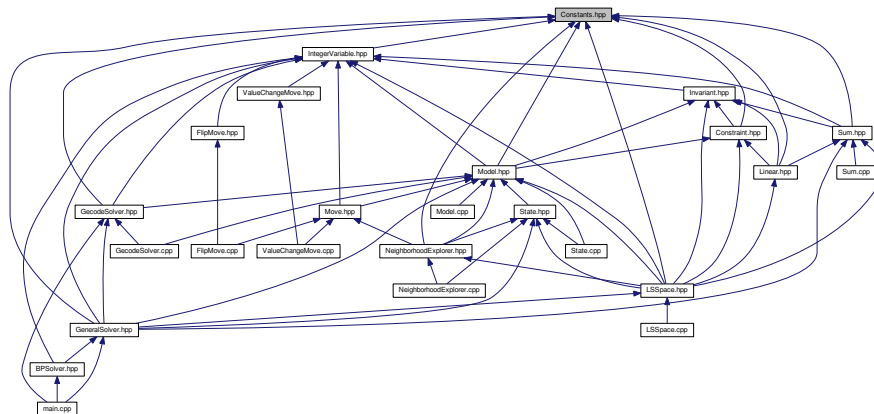 Constants.hpp
IntegerVariable.hpp
ValueChangeMove.hpp
Invariant.hpp
FlipMove.hpp
Constraint.hpp
Sum.hpp
Model.hpp
Linear.hpp
Sum.cpp
GecodeSolver.hpp
Move.hpp
Model.cpp
State.hpp
GecodeSolver.cpp
FlipMove.cpp
ValueChangeMove.cpp
NeighborhoodExplorer.hpp
State.cpp
NeighborhoodExplorer.cpp
LSSpace.hpp
GeneralSolver.hpp
LSSpace.cpp
BPSolver.hpp
main.cpp